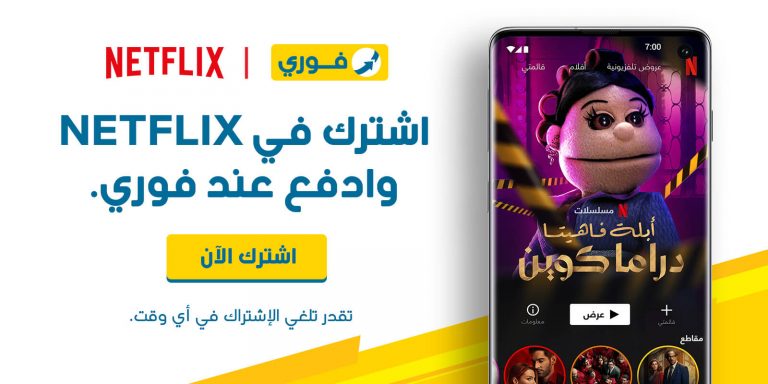 NETFLIX | فوري
اشترك في NETFLIX
وادفع عند فوري.
اشترك الآن
تقدر تلغي الإشتراك في أي وقت.
7:00
N عروض تلفزيونية أفلام قائمتي
N مسلسلات
أبلة فاهيتا
دراما كوين
قائمتي
عرض
معلومات
مقاطع